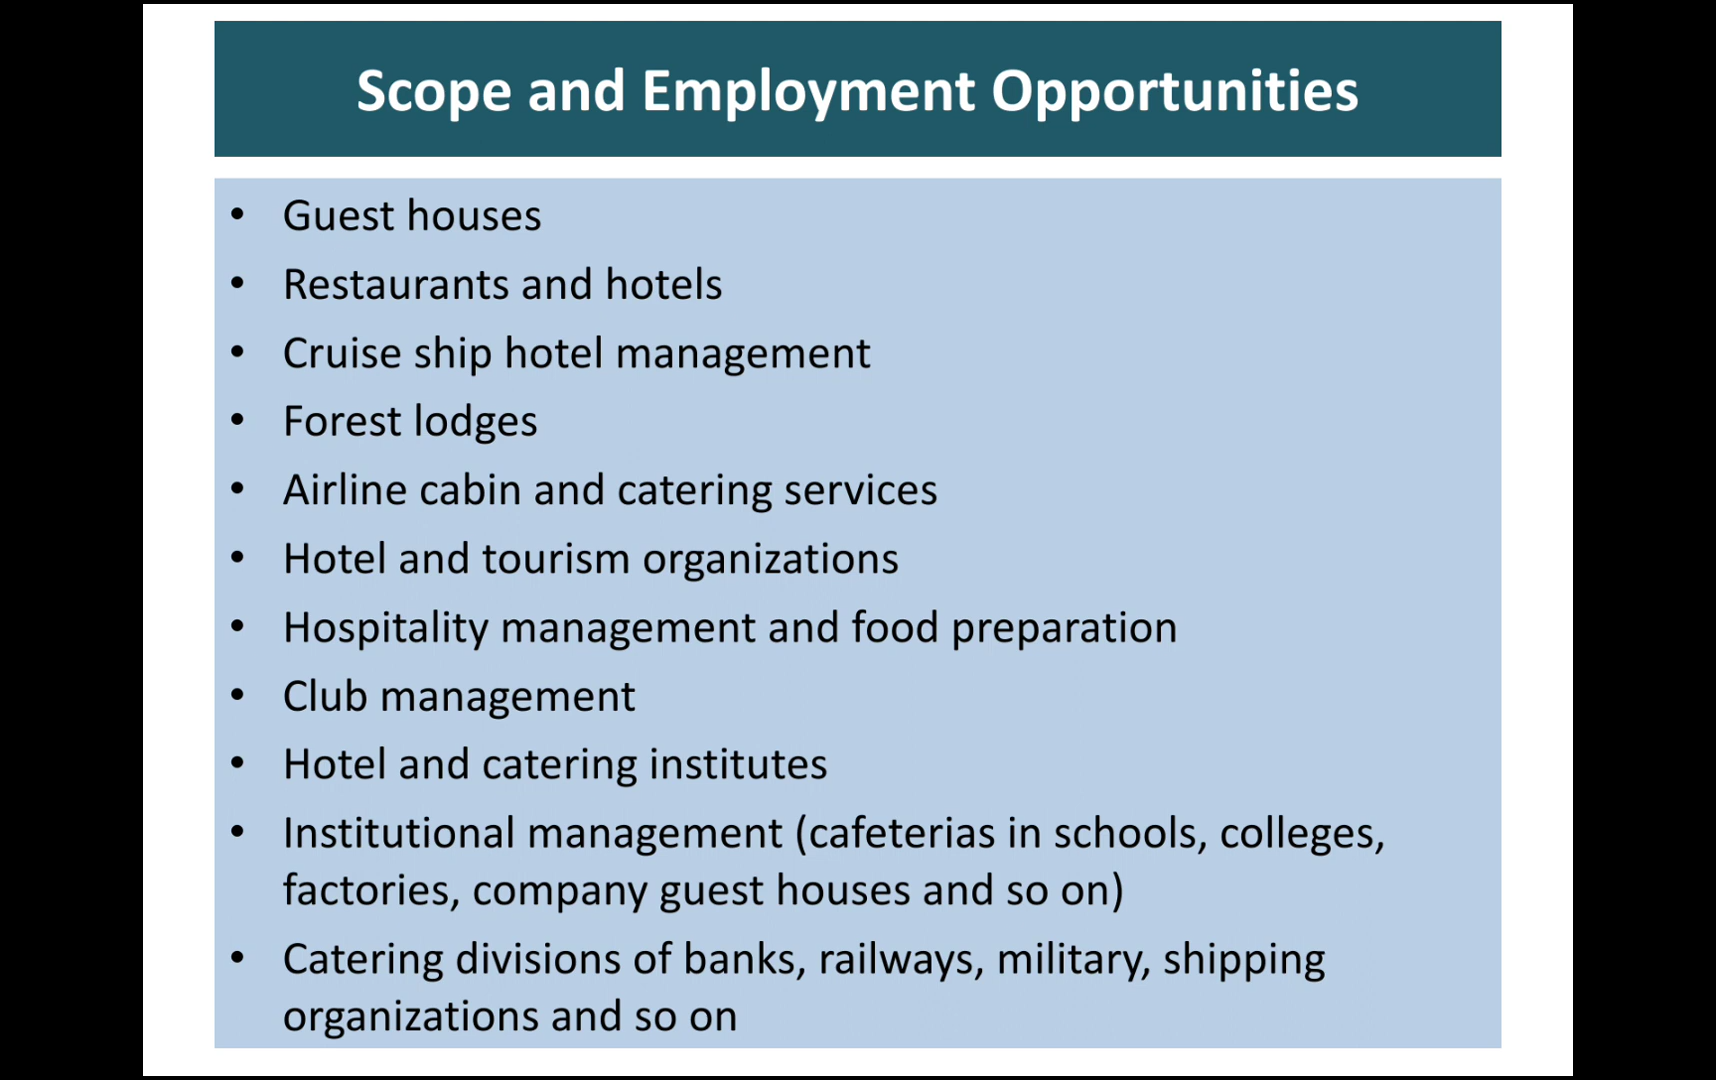 Scope and Employment Opportunities
• Guest houses
• Restaurants and hotels
• Cruise ship hotel management
• Forest lodges
• Airline cabin and catering services
• Hotel and tourism organizations
• Hospitality management and food preparation
• Club management
• Hotel and catering institutes
• Institutional management (cafeterias in schools, colleges,
factories, company guest houses and so on)
• Catering divisions of banks, railways, military, shipping
organizations and so on